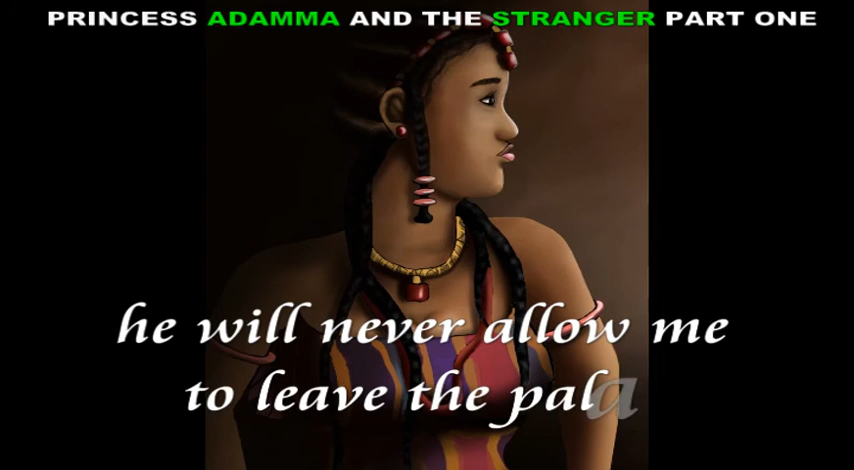 PRINCESS ADAMMA AND THE STRANGER PART ONE
he will never allow me
to leave the pala